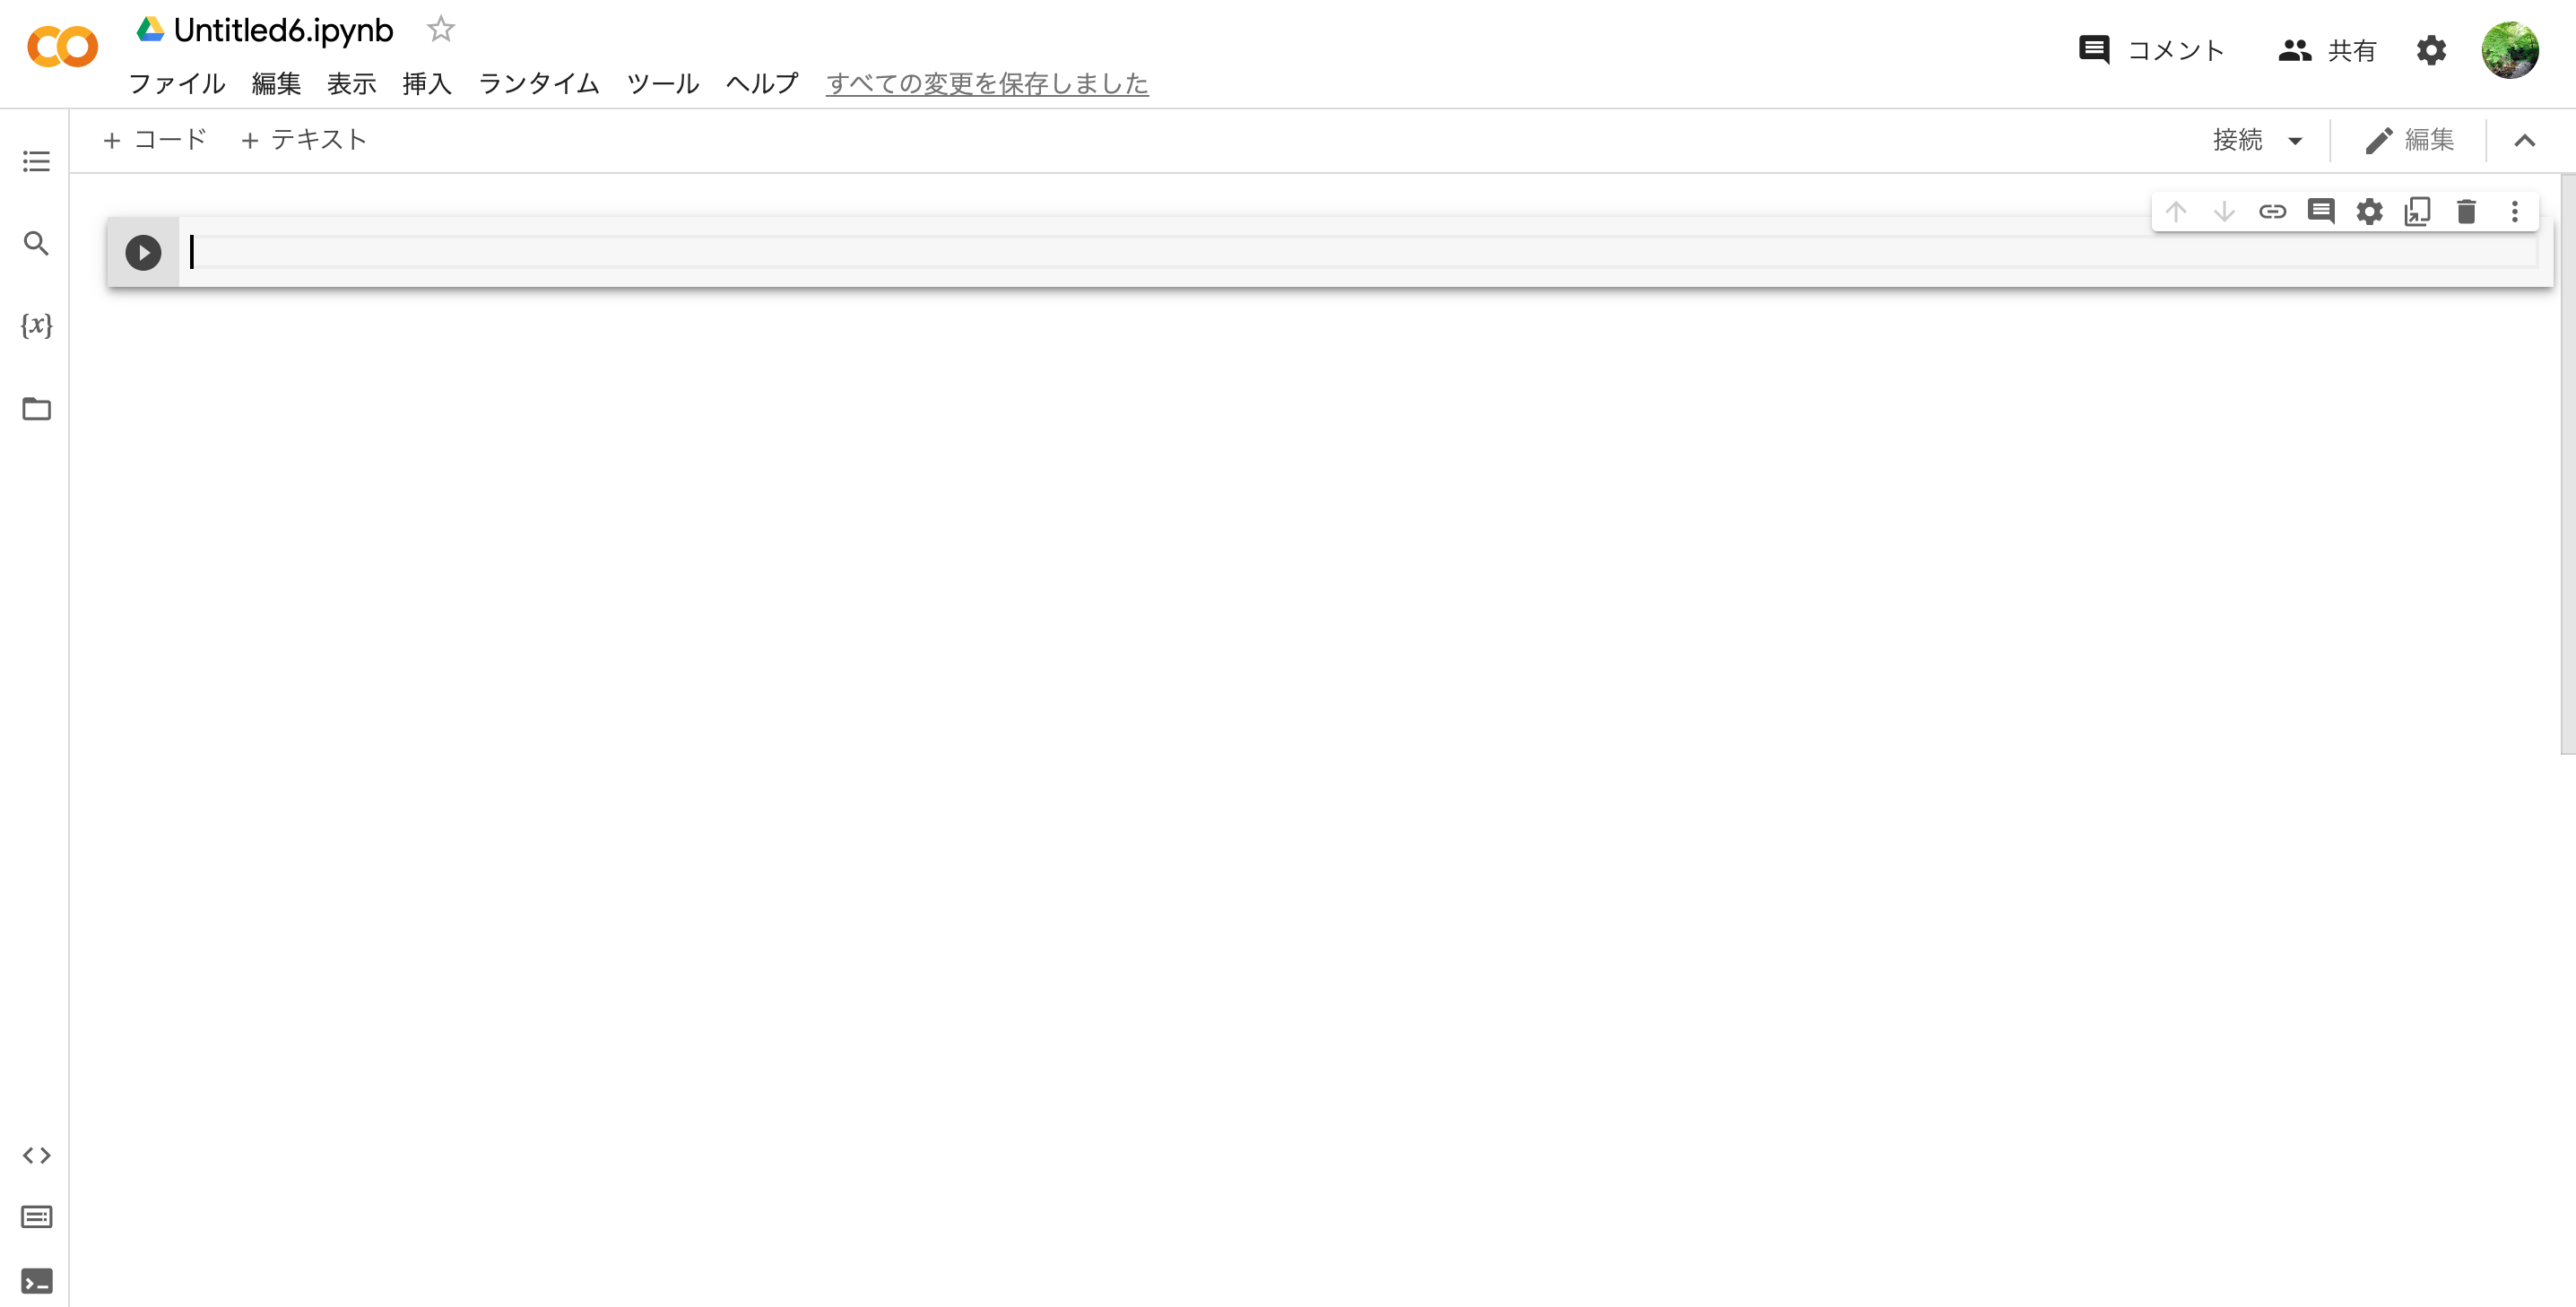 Untitled6.ipynb
ファイル 編集 表示 挿入 ランタイム ツール ヘルプ すべての変更を保存しました
コメント 共有
+ コード + テキスト
接続 編集
{x}